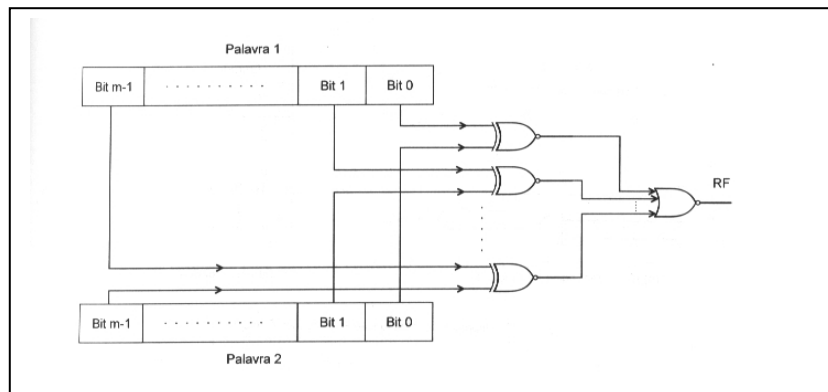 Palavra 1
Bit m-1 . . . . . . . . . . Bit 1 Bit 0
RF
Bit m-1 . . . . . . . . . . Bit 1 Bit 0
Palavra 2